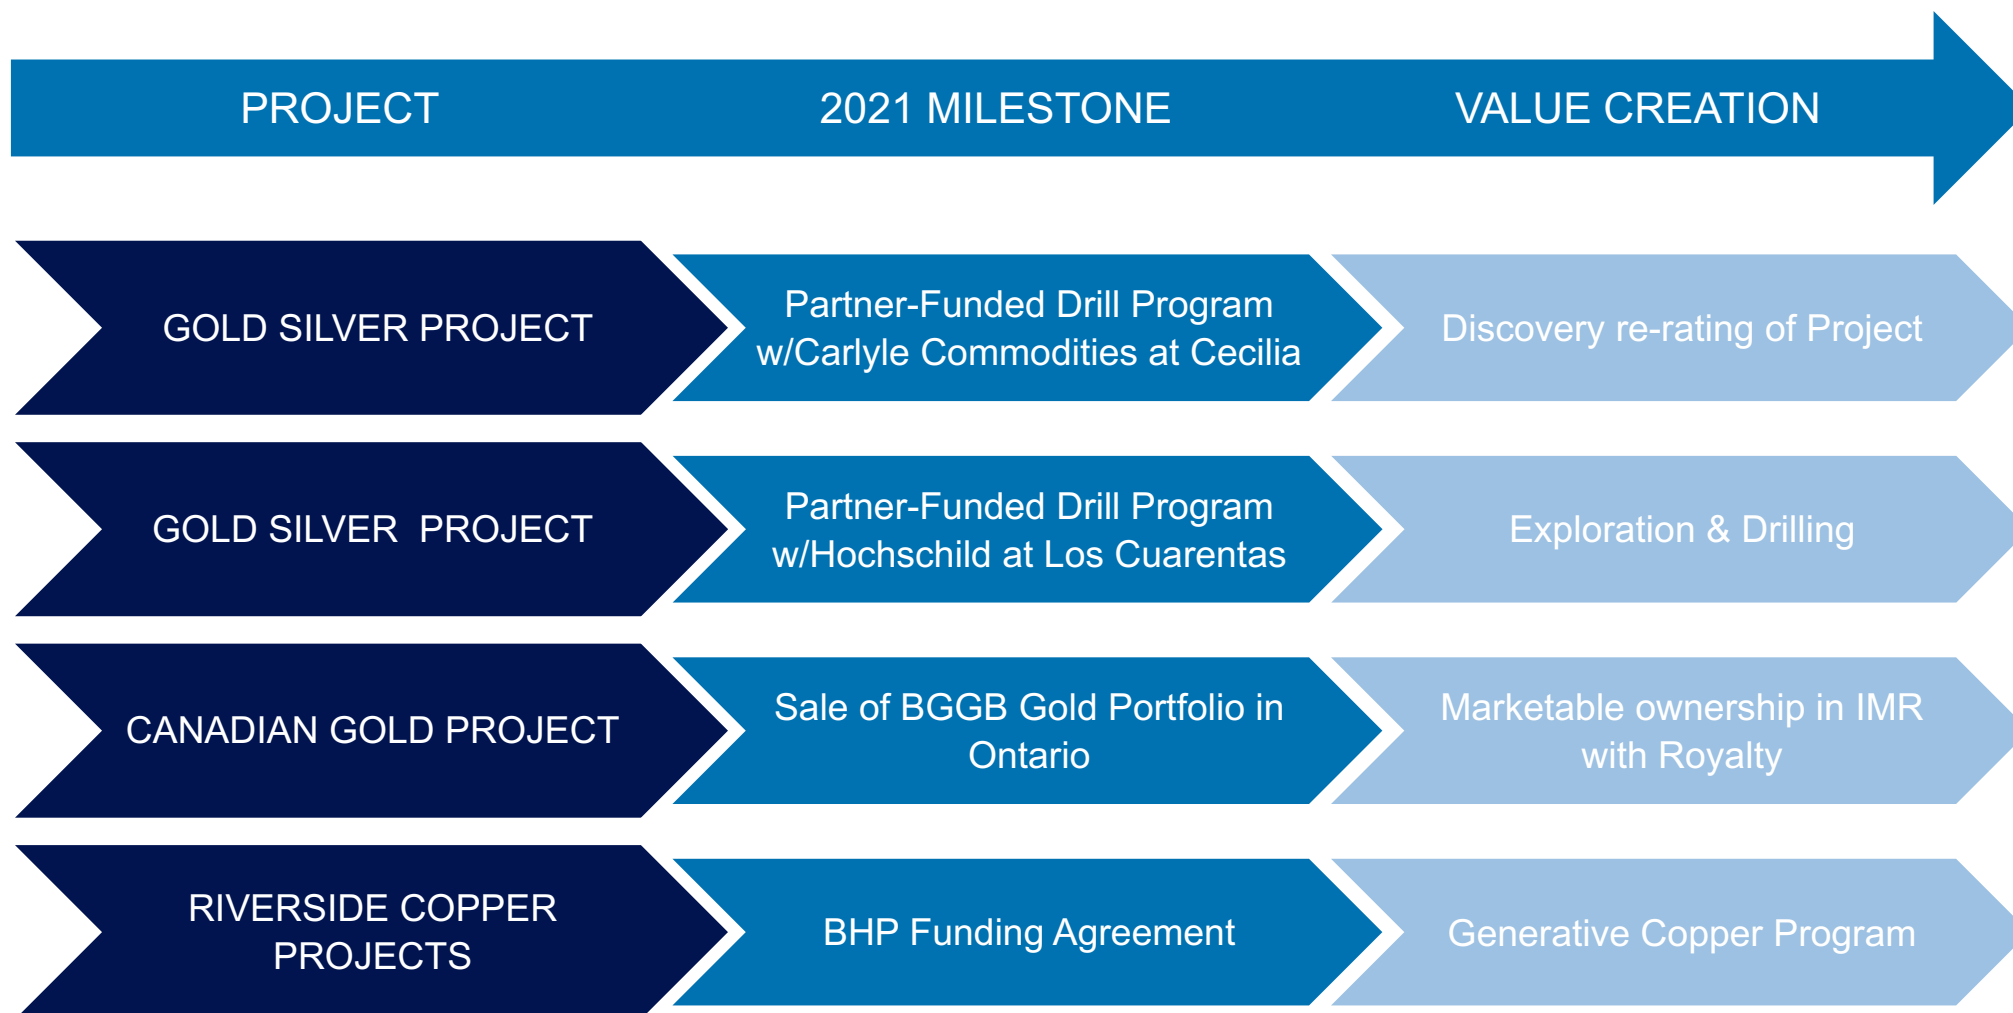 PROJECT
2021 MILESTONE
VALUE CREATION
GOLD SILVER PROJECT
Partner-Funded Drill Program
w/Carlyle Commodities at Cecilia
Discovery re-rating of Project
GOLD SILVER  PROJECT
Partner-Funded Drill Program
w/Hochschild at Los Cuarentas
Exploration & Drilling
CANADIAN GOLD PROJECT
Sale of BGGB Gold Portfolio in
Ontario
Marketable ownership in IMR
with Royalty
RIVERSIDE COPPER
PROJECTS
BHP Funding Agreement
Generative Copper Program